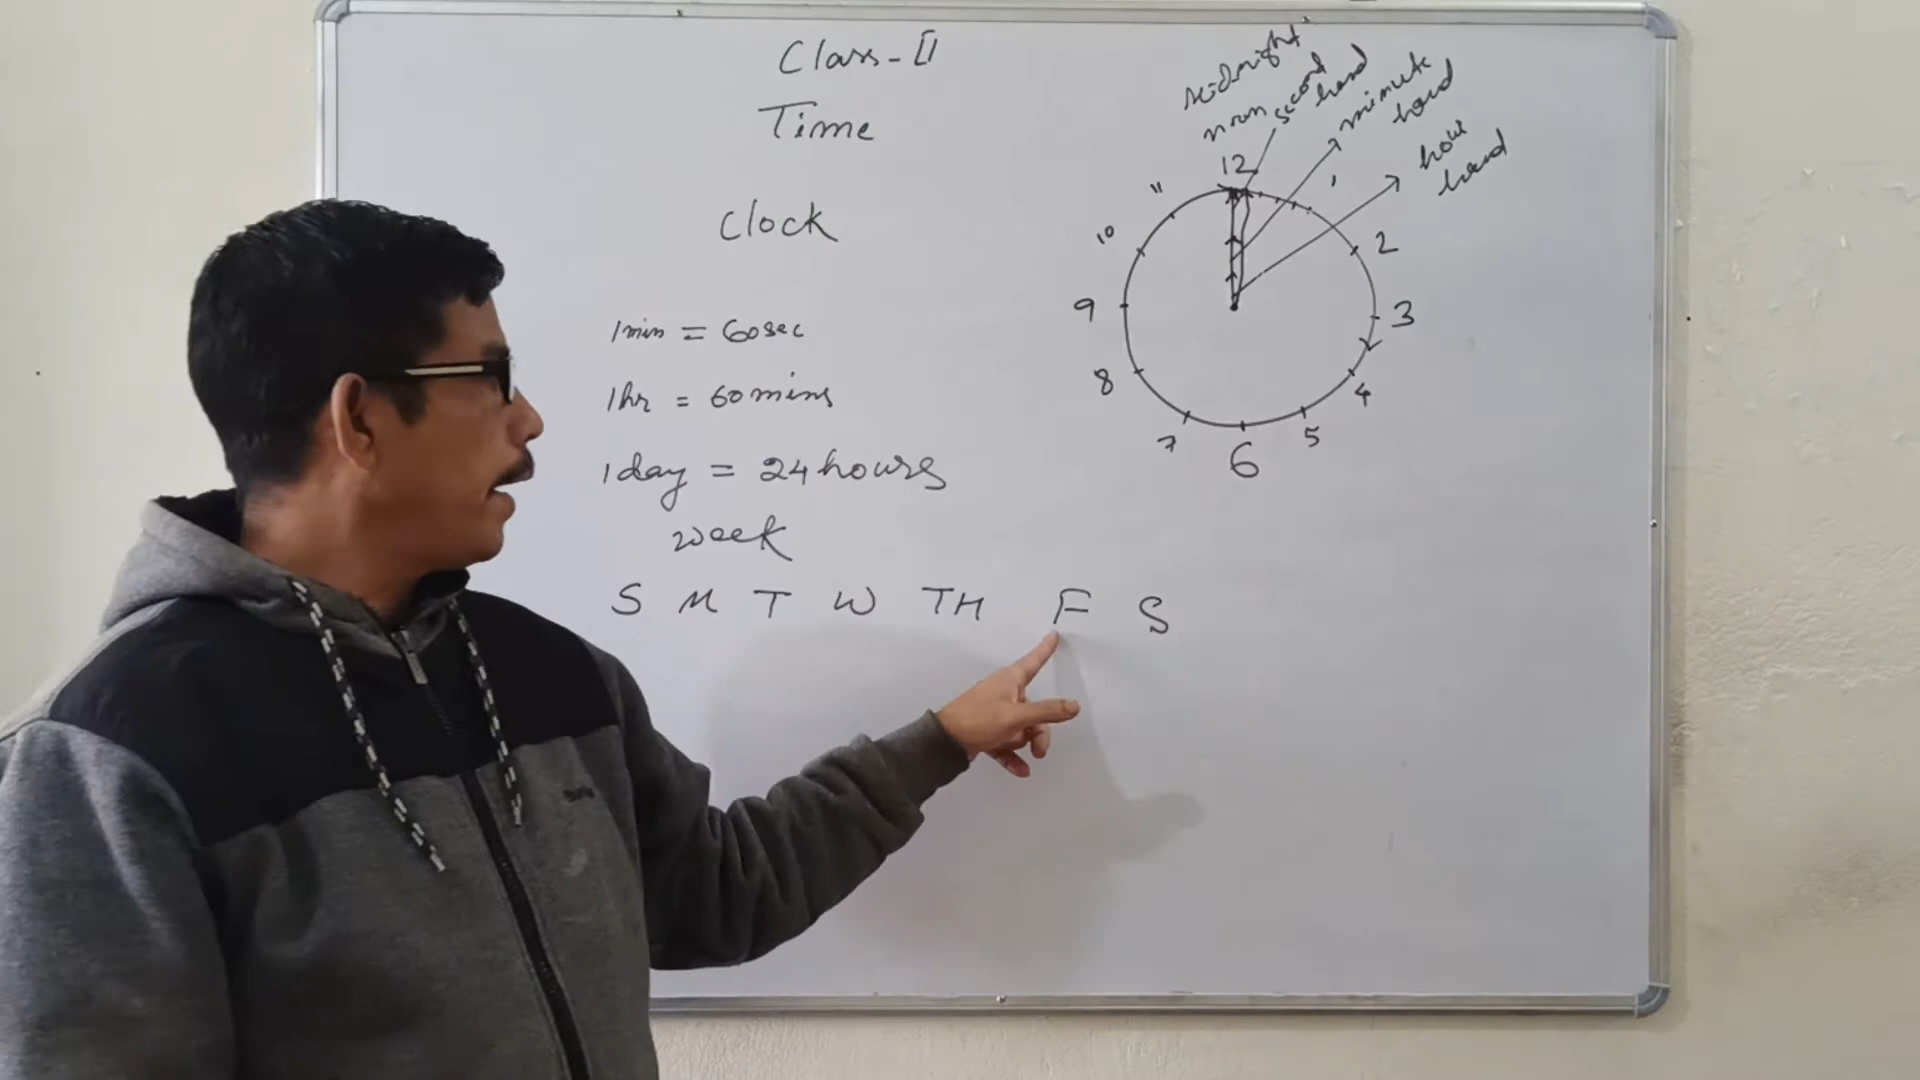 Class-II
Time
Clock
1min = 60sec
1hr = 60mins
1day = 24hours
week
S M T W TH F S
Midnight
noon
second hand
minute hand
hour hand
12
1
2
3
4
5
6
7
8
9
10
11